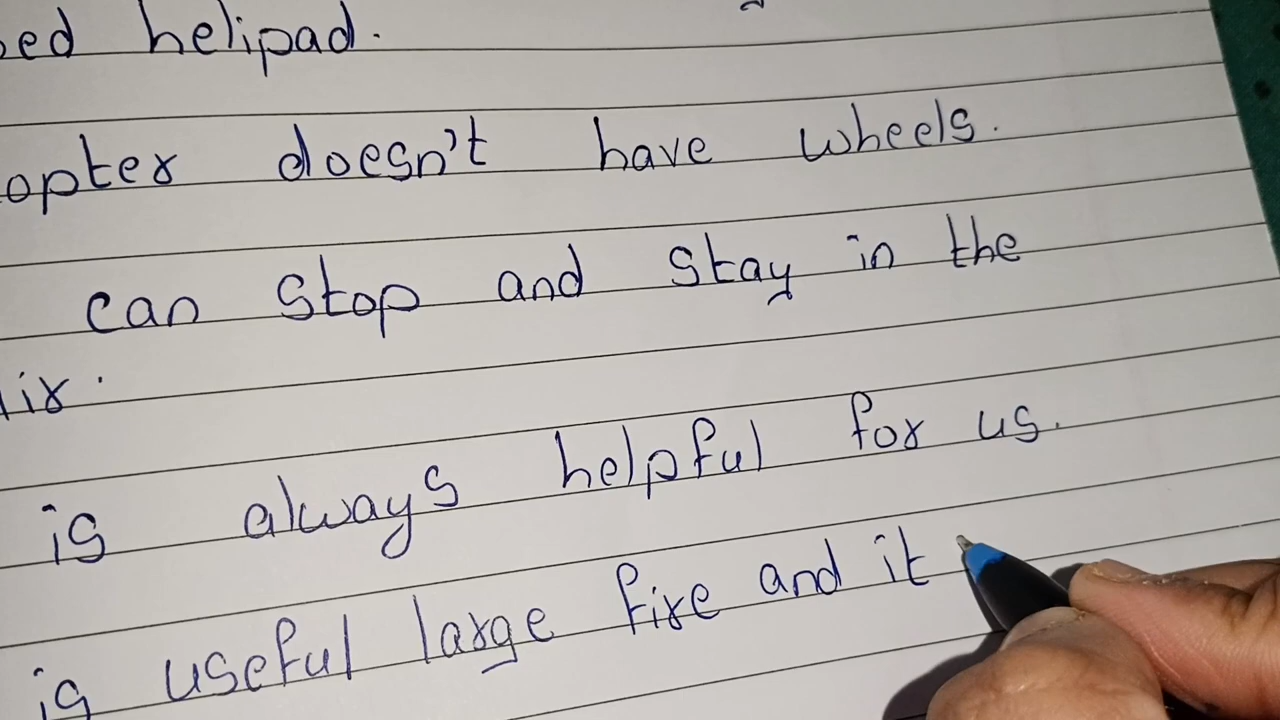 ed helipad.
opter doesn't have wheels.
can stop and stay in the
ir.
is always helpful for us.
is useful large fire and it